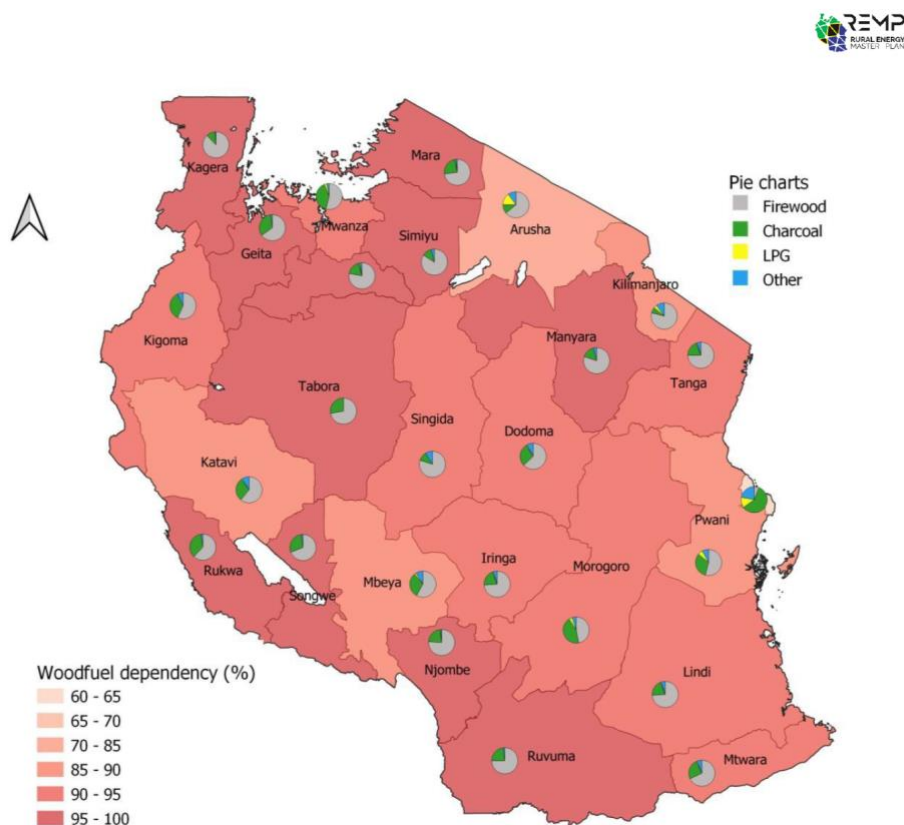 REMP
RURAL ENERGY
MASTER PLAN
Kagera
Mara
Mwanza
Arusha
Geita
Simiyu
Kilimanjaro
Kigoma
Manyara
Tanga
Tabora
Singida
Dodoma
Katavi
Pwani
Rukwa
Songwe
Mbeya
Iringa
Morogoro
Njombe
Lindi
Ruvuma
Mtwara
Pie charts
Firewood
Charcoal
LPG
Other
Woodfuel dependency (%)
60 - 65
65 - 70
70 - 85
85 - 90
90 - 95
95 - 100